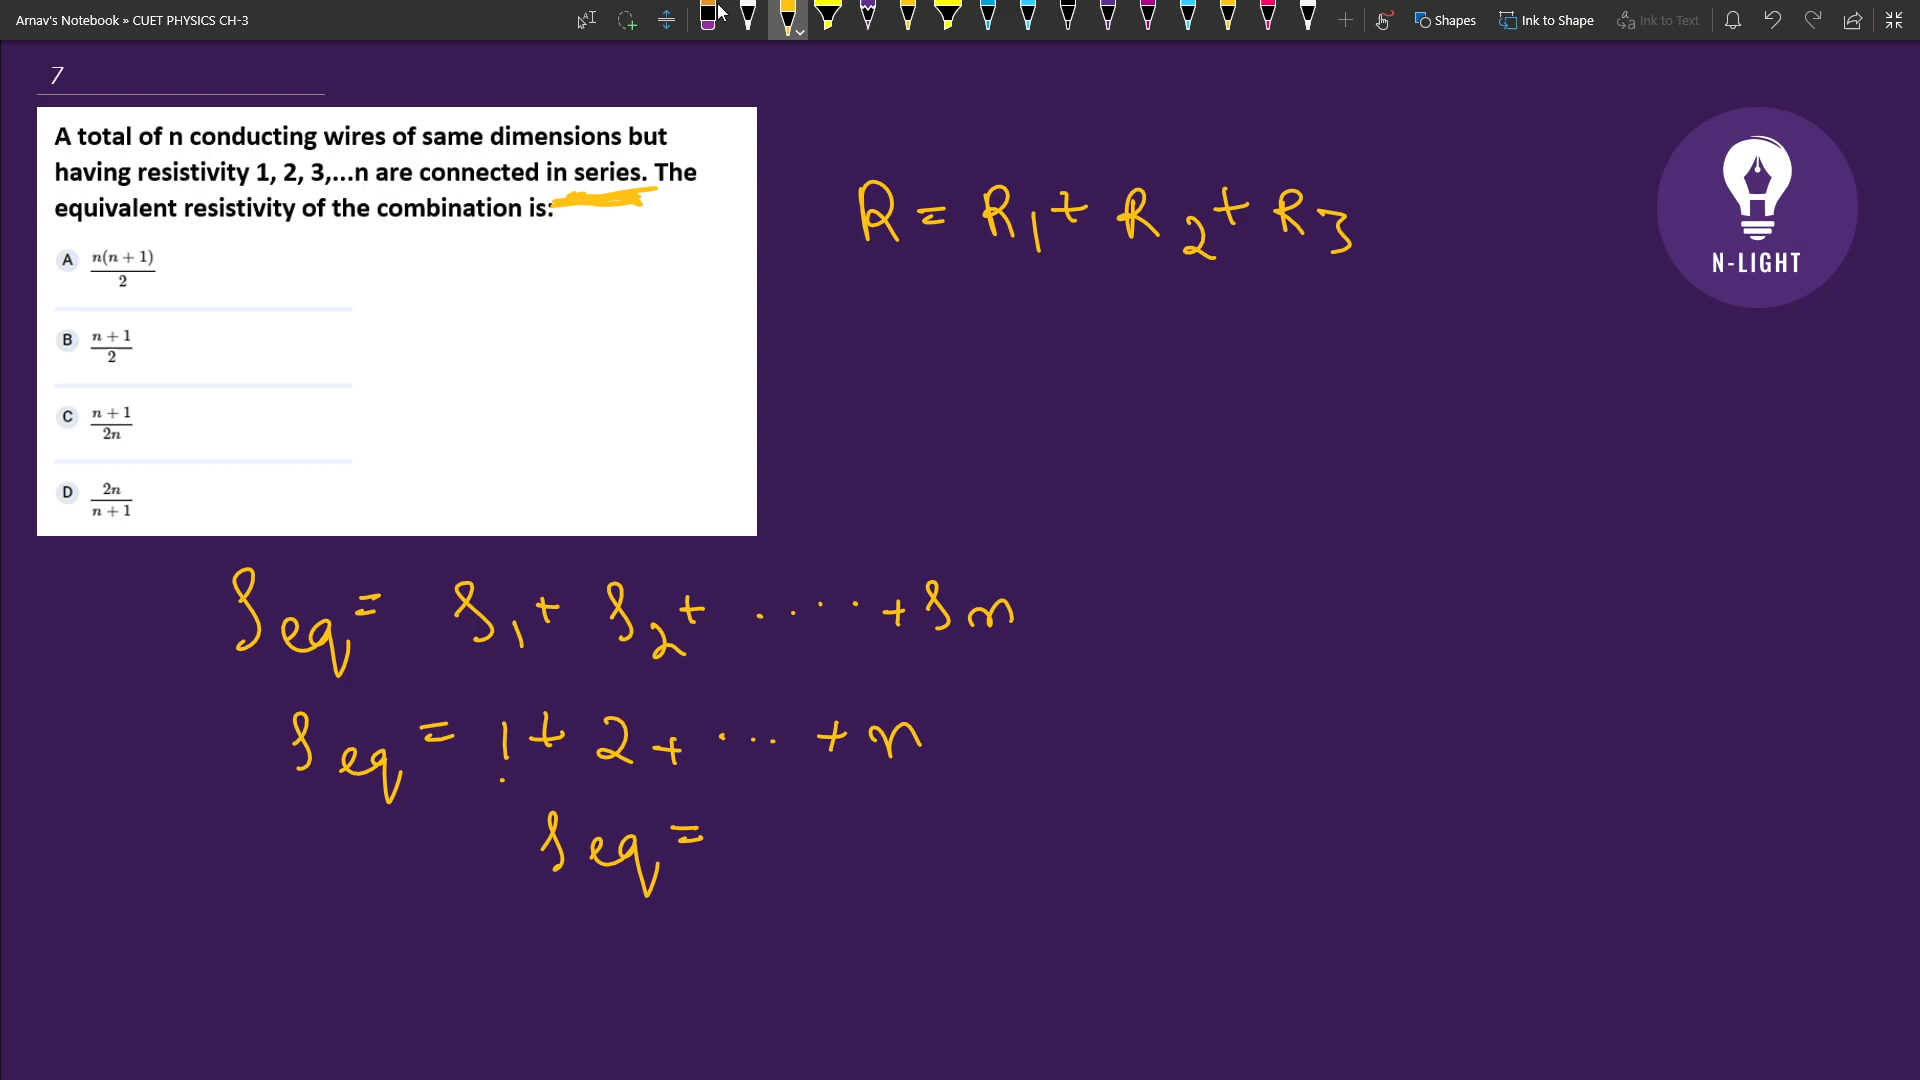 Arnav's Notebook » CUET PHYSICS CH-3
Shapes
Ink to Shape
Ink to Text
7
A total of n conducting wires of same dimensions but
having resistivity 1, 2, 3,...n are connected in series. The
equivalent resistivity of the combination is:
A n(n + 1)/2
B n + 1/2
C n + 1/2n
D 2n/n + 1
R = R₁ + R₂ + R₃
N-LIGHT
ρeq = ρ₁ + ρ₂ + ..... + ρn
ρeq = 1 + 2 + .... + n
ρeq =